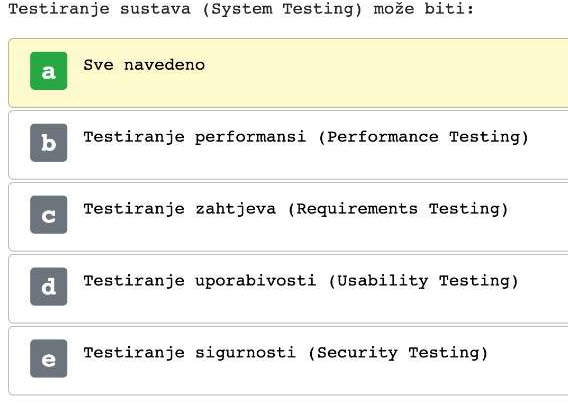 Testiranje sustava (System Testing) može biti:
a Sve navedeno
b Testiranje performansi (Performance Testing)
c Testiranje zahtjeva (Requirements Testing)
d Testiranje uporabivosti (Usability Testing)
e Testiranje sigurnosti (Security Testing)